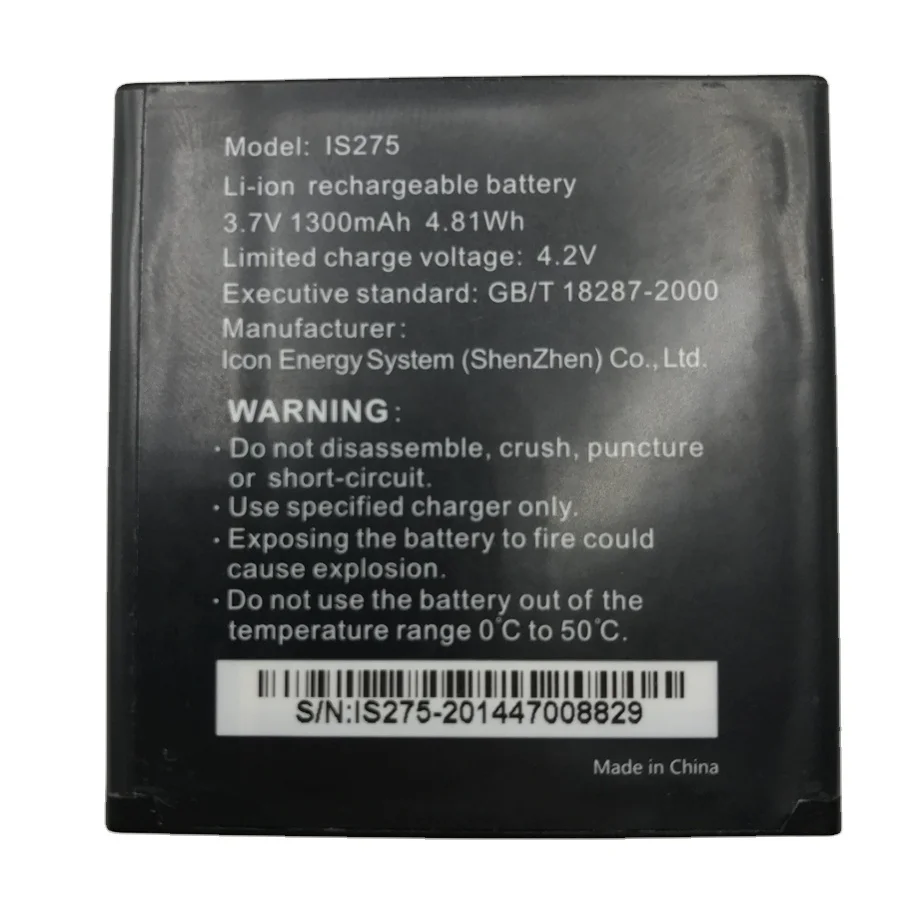 Model: IS275
Li-ion rechargeable battery
3.7V 1300mAh 4.81Wh
Limited charge voltage: 4.2V
Executive standard: GB/T 18287-2000
Manufacturer:
Icon Energy System (ShenZhen) Co., Ltd.
WARNING:
· Do not disassemble, crush, puncture
or short-circuit.
· Use specified charger only.
· Exposing the battery to fire could
cause explosion.
· Do not use the battery out of the
temperature range 0°C to 50°C.
S/N:IS275-201447008829
Made in China